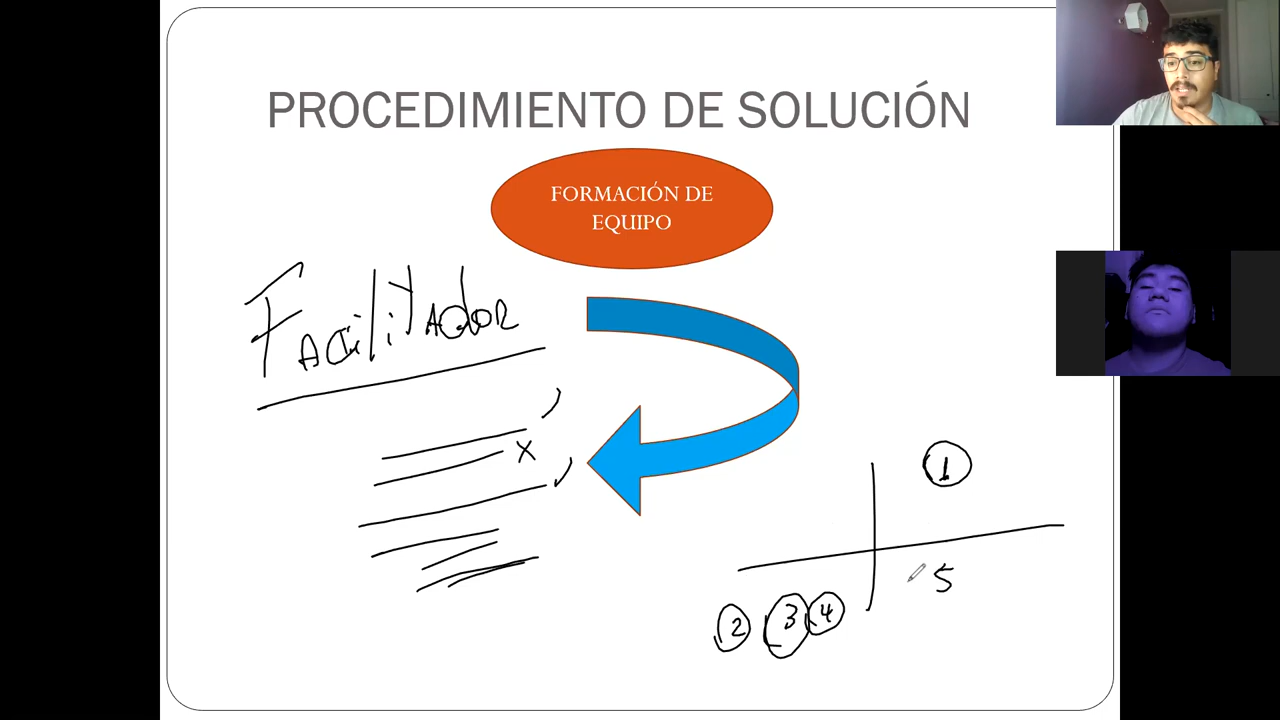 PROCEDIMIENTO DE SOLUCIÓN
FORMACIÓN DE
EQUIPO
FACiliTAdOR
x
1
5
2 3 4